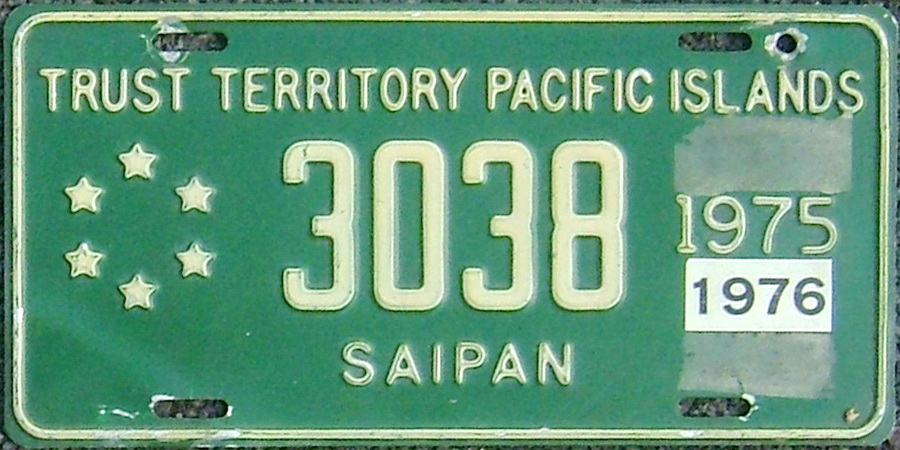 TRUST TERRITORY PACIFIC ISLANDS
3038
1975
1976
SAIPAN